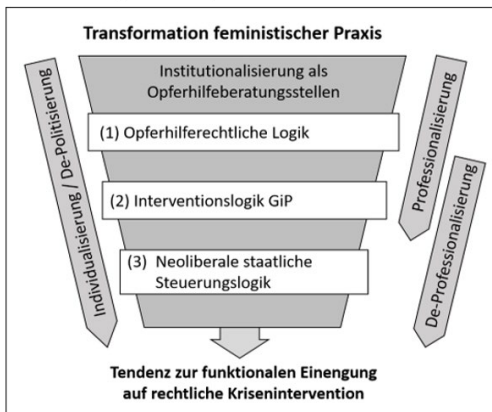 Transformation feministischer Praxis
Institutionalisierung als
Opferhilfeberatungsstellen
(1) Opferhilferechtliche Logik
(2) Interventionslogik GiP
(3) Neoliberale staatliche
Steuerungslogik
Individualisierung / De-Politisierung
Professionalisierung
De-Professionalisierung
Tendenz zur funktionalen Einengung
auf rechtliche Krisenintervention